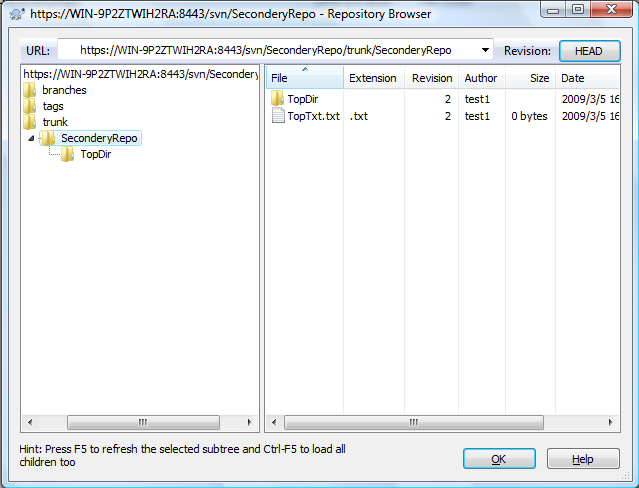 https://WIN-9P2ZTWIH2RA:8443/svn/SeconderyRepo - Repository Browser
URL: https://WIN-9P2ZTWIH2RA:8443/svn/SeconderyRepo/trunk/SeconderyRepo Revision: HEAD
https://WIN-9P2ZTWIH2RA:8443/svn/Secondery
branches
tags
trunk
SeconderyRepo
TopDir
File Extension Revision Author Size Date
TopDir 2 test1 2009/3/5 16
TopTxt.txt .txt 2 test1 0 bytes 2009/3/5 16
Hint: Press F5 to refresh the selected subtree and Ctrl-F5 to load all
children too
OK Help